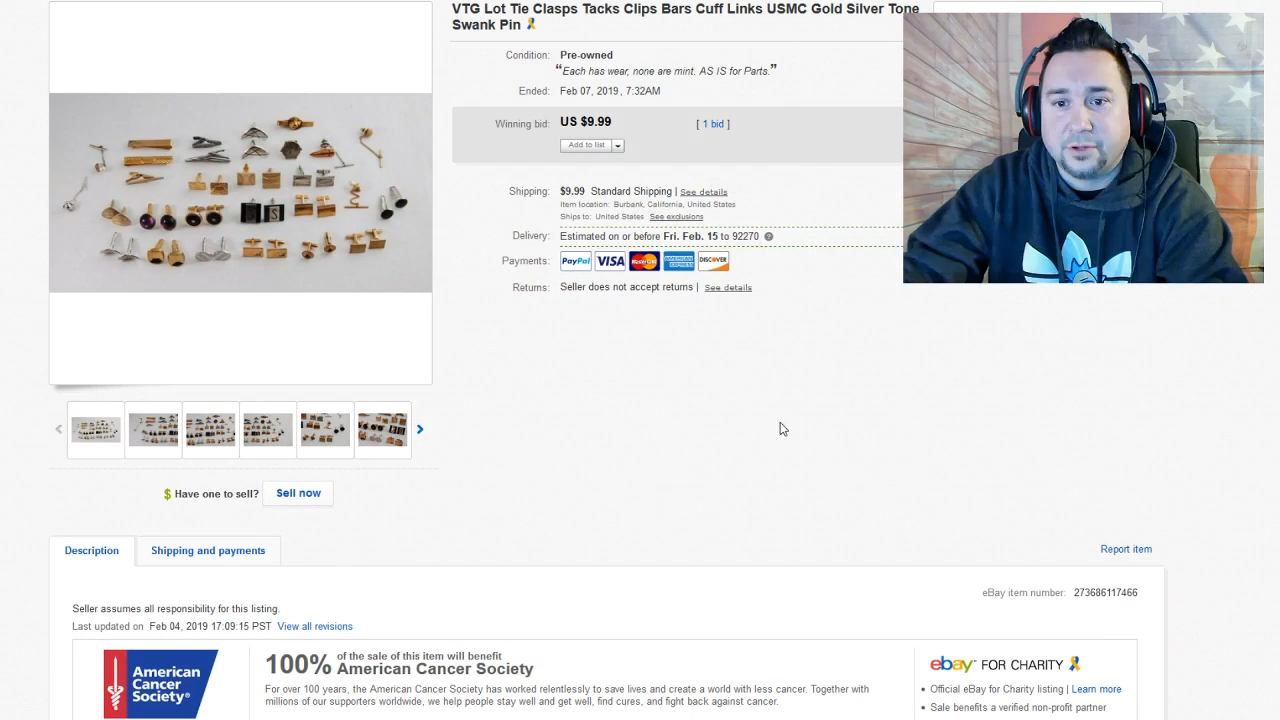 VTG Lot Tie Clasps Tacks Clips Bars Cuff Links USMC Gold Silver Tone
Swank Pin
Condition: Pre-owned
“Each has wear, none are mint. AS IS for Parts.”
Ended: Feb 07, 2019 , 7:32AM
Winning bid: US $9.99 [ 1 bid ]
Add to list
Shipping: $9.99 Standard Shipping | See details
Item location: Burbank, California, United States
Ships to: United States See exclusions
Delivery: Estimated on or before Fri. Feb. 15 to 92270
Payments: PayPal VISA MasterCard AMERICAN EXPRESS DISCOVER
Returns: Seller does not accept returns | See details
$ Have one to sell? Sell now
Description Shipping and payments
Report item
eBay item number: 273686117466
Seller assumes all responsibility for this listing.
Last updated on Feb 04, 2019 17:09:15 PST View all revisions
American
Cancer
Society®
100% of the sale of this item will benefit
American Cancer Society
For over 100 years, the American Cancer Society has worked relentlessly to save lives and create a world with less cancer. Together with
millions of our supporters worldwide, we help people stay well and get well, find cures, and fight back against cancer.
ebay™ FOR CHARITY
• Official eBay for Charity listing | Learn more
• Sale benefits a verified non-profit partner